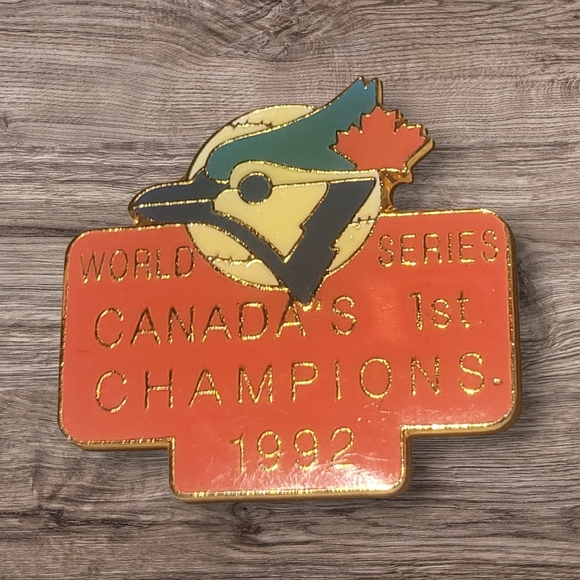 WORLD SERIES
CANADA'S 1st.
CHAMPIONS.
1992